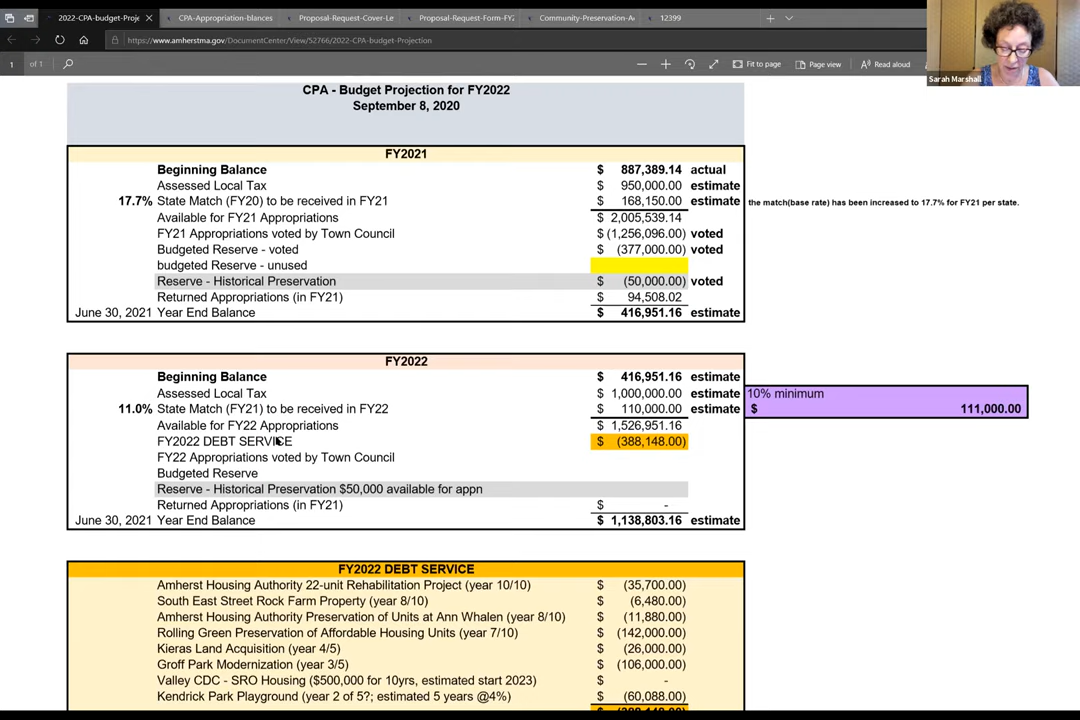 2022-CPA-budget-Proje
CPA-Appropriation-blances
Proposal-Request-Cover-Le
Proposal-Request-Form-FY2
Community-Preservation-A
12399
https://www.amherstma.gov/DocumentCenter/View/52766/2022-CPA-budget-Projection
1 of 1
Fit to page
Page view
Read aloud
Sarah Marshall
CPA - Budget Projection for FY2022
September 8, 2020
FY2021
Beginning Balance $ 887,389.14 actual
Assessed Local Tax $ 950,000.00 estimate
17.7% State Match (FY20) to be received in FY21 $ 168,150.00 estimate the match(base rate) has been increased to 17.7% for FY21 per state.
Available for FY21 Appropriations $ 2,005,539.14
FY21 Appropriations voted by Town Council $ (1,256,096.00) voted
Budgeted Reserve - voted $ (377,000.00) voted
budgeted Reserve - unused
Reserve - Historical Preservation $ (50,000.00) voted
Returned Appropriations (in FY21) $ 94,508.02
June 30, 2021 Year End Balance $ 416,951.16 estimate
FY2022
Beginning Balance $ 416,951.16 estimate
Assessed Local Tax $ 1,000,000.00 estimate 10% minimum
11.0% State Match (FY21) to be received in FY22 $ 110,000.00 estimate $ 111,000.00
Available for FY22 Appropriations $ 1,526,951.16
FY2022 DEBT SERVICE $ (388,148.00)
FY22 Appropriations voted by Town Council
Budgeted Reserve
Reserve - Historical Preservation $50,000 available for appn
Returned Appropriations (in FY21) $ -
June 30, 2021 Year End Balance $ 1,138,803.16 estimate
FY2022 DEBT SERVICE
Amherst Housing Authority 22-unit Rehabilitation Project (year 10/10) $ (35,700.00)
South East Street Rock Farm Property (year 8/10) $ (6,480.00)
Amherst Housing Authority Preservation of Units at Ann Whalen (year 8/10) $ (11,880.00)
Rolling Green Preservation of Affordable Housing Units (year 7/10) $ (142,000.00)
Kieras Land Acquisition (year 4/5) $ (26,000.00)
Groff Park Modernization (year 3/5) $ (106,000.00)
Valley CDC - SRO Housing ($500,000 for 10yrs, estimated start 2023) $ -
Kendrick Park Playground (year 2 of 5?; estimated 5 years @4%) $ (60,088.00)